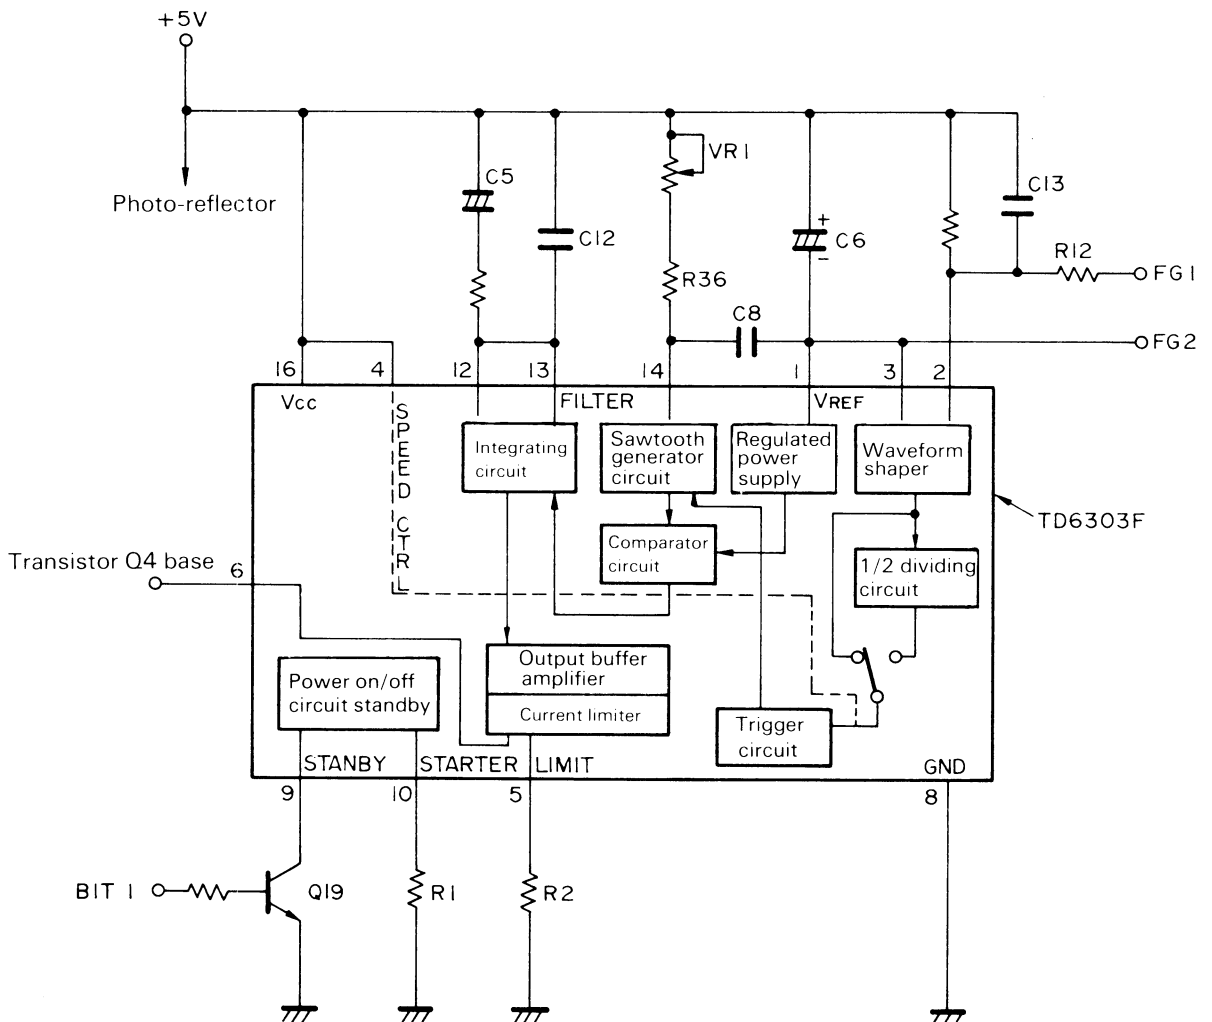 +5V
Photo-reflector
C5
C12
VR1
R36
C8
+
C6
−
C13
R12
FG1
FG2
16
4
12
13
14
1
3
2
Vcc
FILTER
VREF
SPEED CTRL
Integrating
circuit
Sawtooth
generator
circuit
Regulated
power
supply
Waveform
shaper
TD6303F
Comparator
circuit
1/2 dividing
circuit
Transistor Q4 base
6
Output buffer
amplifier
Current limiter
Power on/off
circuit standby
Trigger
circuit
STANBY
STARTER
LIMIT
GND
9
10
5
8
BIT 1
Q19
R1
R2